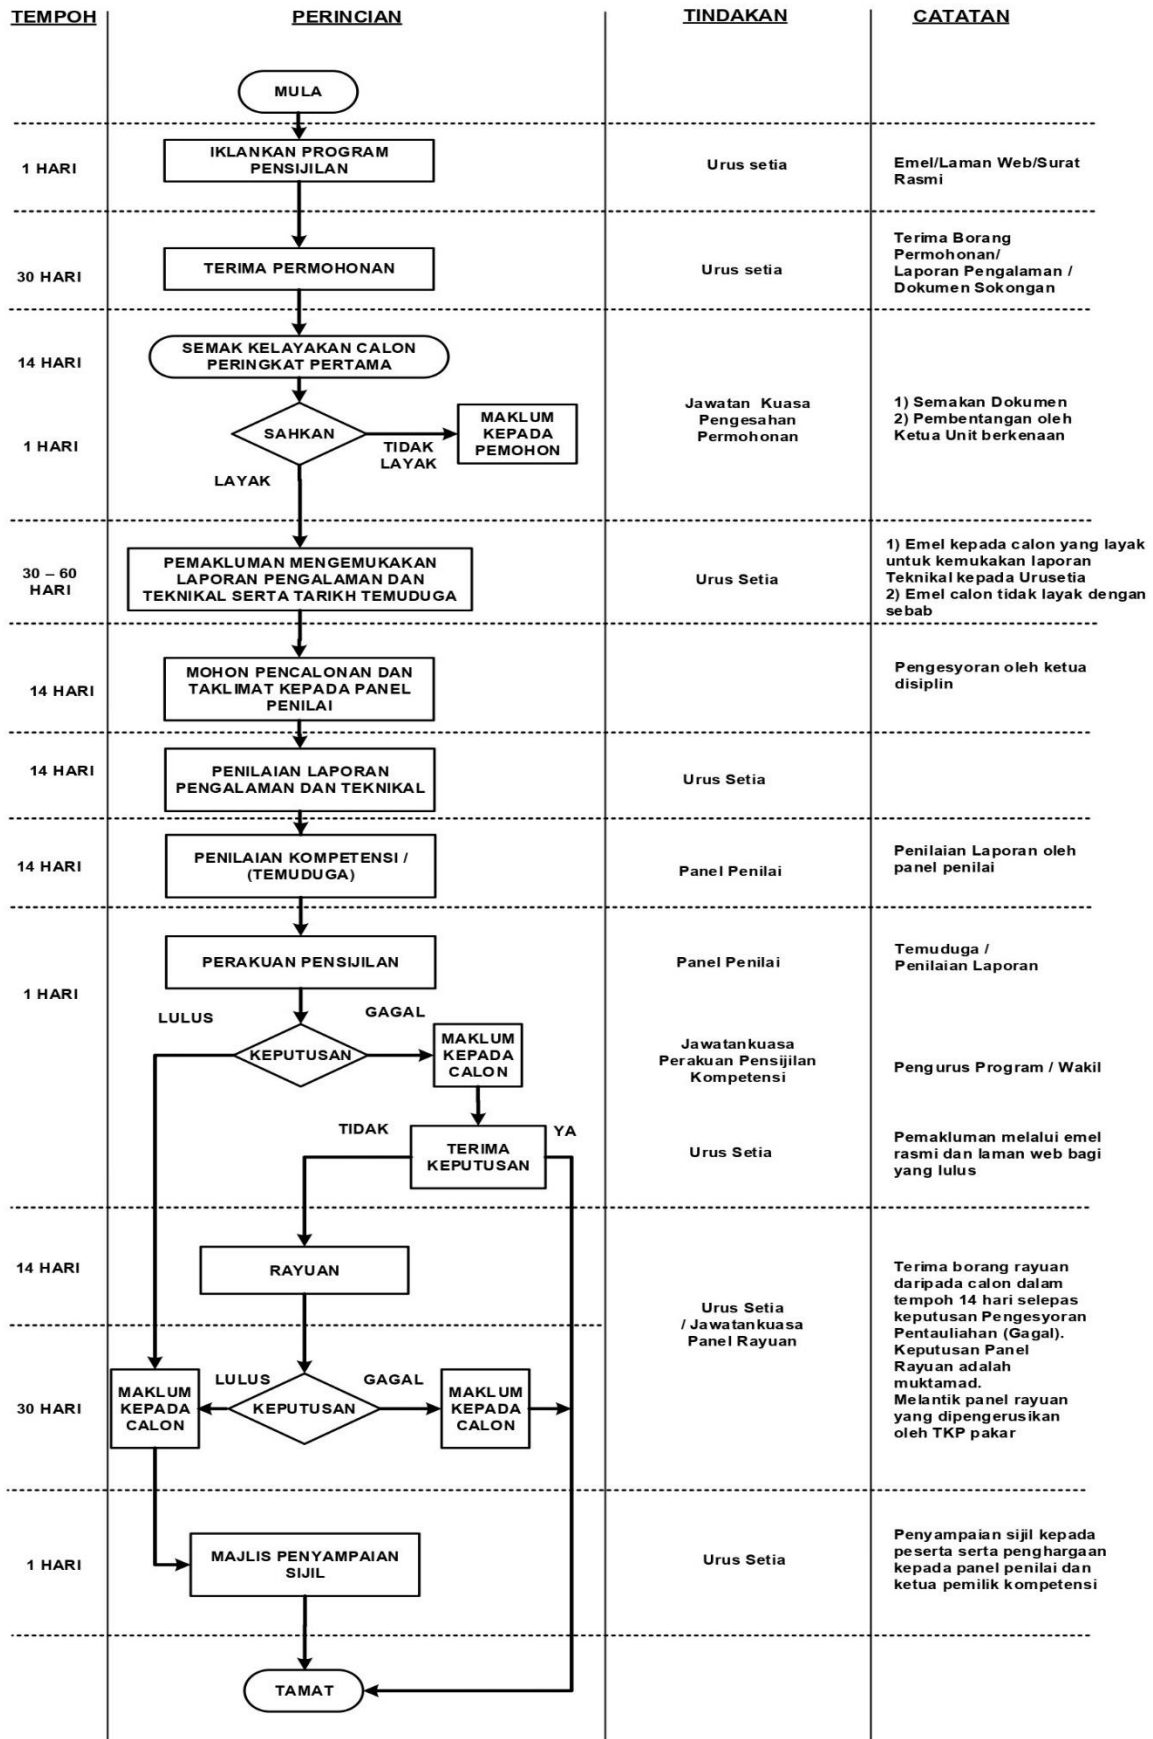 TEMPOH
PERINCIAN
TINDAKAN
CATATAN
MULA
1 HARI
IKLANKAN PROGRAM
PENSIJILAN
Urus setia
Emel/Laman Web/Surat
Rasmi
30 HARI
TERIMA PERMOHONAN
Urus setia
Terima Borang
Permohonan/
Laporan Pengalaman /
Dokumen Sokongan
14 HARI
SEMAK KELAYAKAN CALON
PERINGKAT PERTAMA
1 HARI
SAHKAN
TIDAK
LAYAK
MAKLUM
KEPADA
PEMOHON
LAYAK
Jawatan Kuasa
Pengesahan
Permohonan
1) Semakan Dokumen
2) Pembentangan oleh
Ketua Unit berkenaan
30 – 60
HARI
PEMAKLUMAN MENGEMUKAKAN
LAPORAN PENGALAMAN DAN
TEKNIKAL SERTA TARIKH TEMUDUGA
Urus Setia
1) Emel kepada calon yang layak
untuk kemukakan laporan
Teknikal kepada Urusetia
2) Emel calon tidak layak dengan
sebab
14 HARI
MOHON PENCALONAN DAN
TAKLIMAT KEPADA PANEL
PENILAI
Pengesyoran oleh ketua
disiplin
14 HARI
PENILAIAN LAPORAN
PENGALAMAN DAN TEKNIKAL
Urus Setia
14 HARI
PENILAIAN KOMPETENSI /
(TEMUDUGA)
Panel Penilai
Penilaian Laporan oleh
panel penilai
1 HARI
PERAKUAN PENSIJILAN
Panel Penilai
Temuduga /
Penilaian Laporan
LULUS
GAGAL
KEPUTUSAN
MAKLUM
KEPADA
CALON
Jawatankuasa
Perakuan Pensijilan
Kompetensi
Pengurus Program / Wakil
TIDAK
TERIMA
KEPUTUSAN
YA
Urus Setia
Pemakluman melalui emel
rasmi dan laman web bagi
yang lulus
14 HARI
RAYUAN
Urus Setia
/ Jawatankuasa
Panel Rayuan
Terima borang rayuan
daripada calon dalam
tempoh 14 hari selepas
keputusan Pengesyoran
Pentauliahan (Gagal).
Keputusan Panel
Rayuan adalah
muktamad.
Melantik panel rayuan
yang dipengerusikan
oleh TKP pakar
30 HARI
MAKLUM
KEPADA
CALON
LULUS
KEPUTUSAN
GAGAL
MAKLUM
KEPADA
CALON
1 HARI
MAJLIS PENYAMPAIAN
SIJIL
Urus Setia
Penyampaian sijil kepada
peserta serta penghargaan
kepada panel penilai dan
ketua pemilik kompetensi
TAMAT